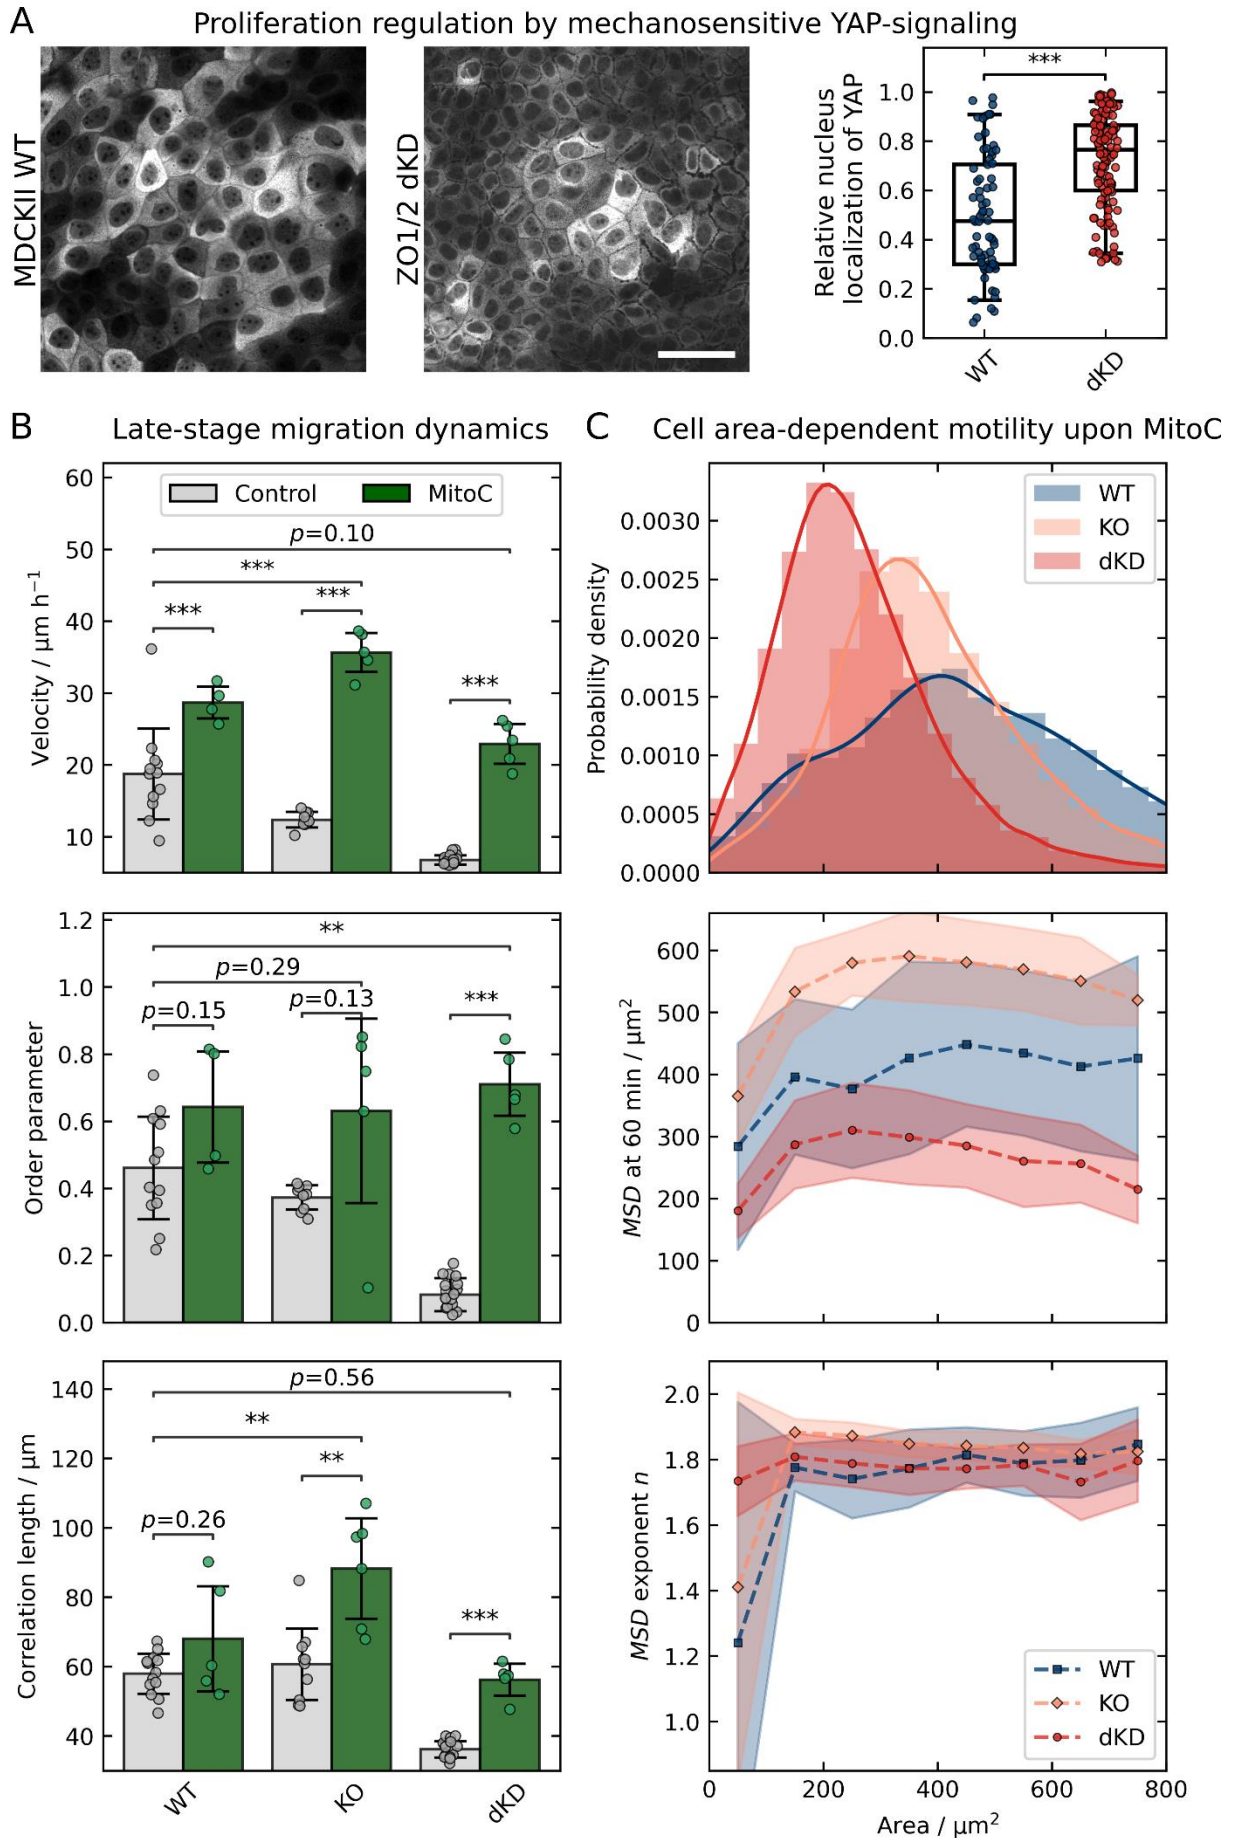 A
Proliferation regulation by mechanosensitive YAP-signaling
MDCKII WT
ZO1/2 dKD
Relative nucleus
localization of YAP
1.0
0.8
0.6
0.4
0.2
0.0
***
WT
dKD
B
Late-stage migration dynamics
Velocity / µm h⁻¹
60
50
40
30
20
10
Control
MitoC
p=0.10
***
***
***
***
Order parameter
1.2
1.0
0.8
0.6
0.4
0.2
0.0
**
p=0.29
p=0.15
p=0.13
***
Correlation length / µm
140
120
100
80
60
40
p=0.56
**
**
p=0.26
***
WT
KO
dKD
C
Cell area-dependent motility upon MitoC
Probability density
0.0030
0.0025
0.0020
0.0015
0.0010
0.0005
0.0000
WT
KO
dKD
MSD at 60 min / µm²
600
500
400
300
200
100
0
MSD exponent n
2.0
1.8
1.6
1.4
1.2
1.0
WT
KO
dKD
0
200
400
600
800
Area / µm²